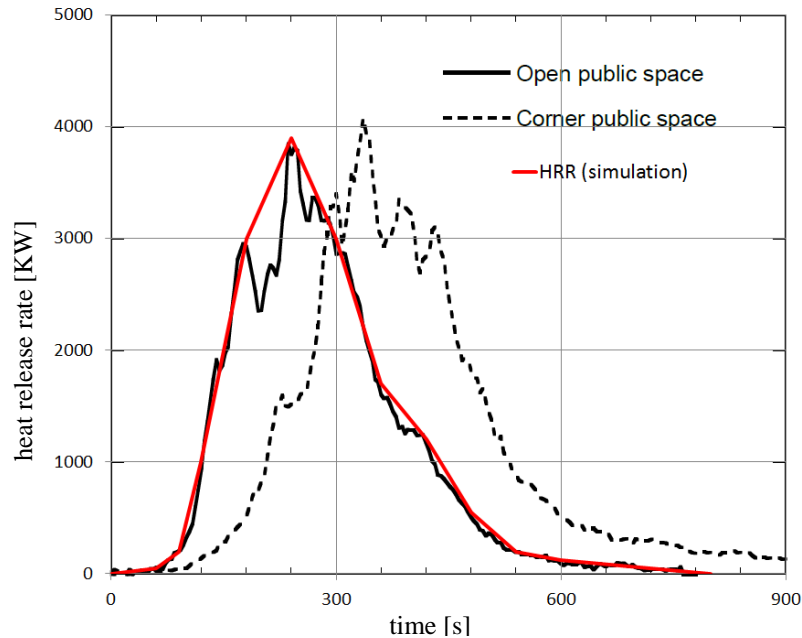 5000
4000
3000
2000
1000
0
heat release rate [KW]
Open public space
Corner public space
HRR (simulation)
0
300
600
900
time [s]